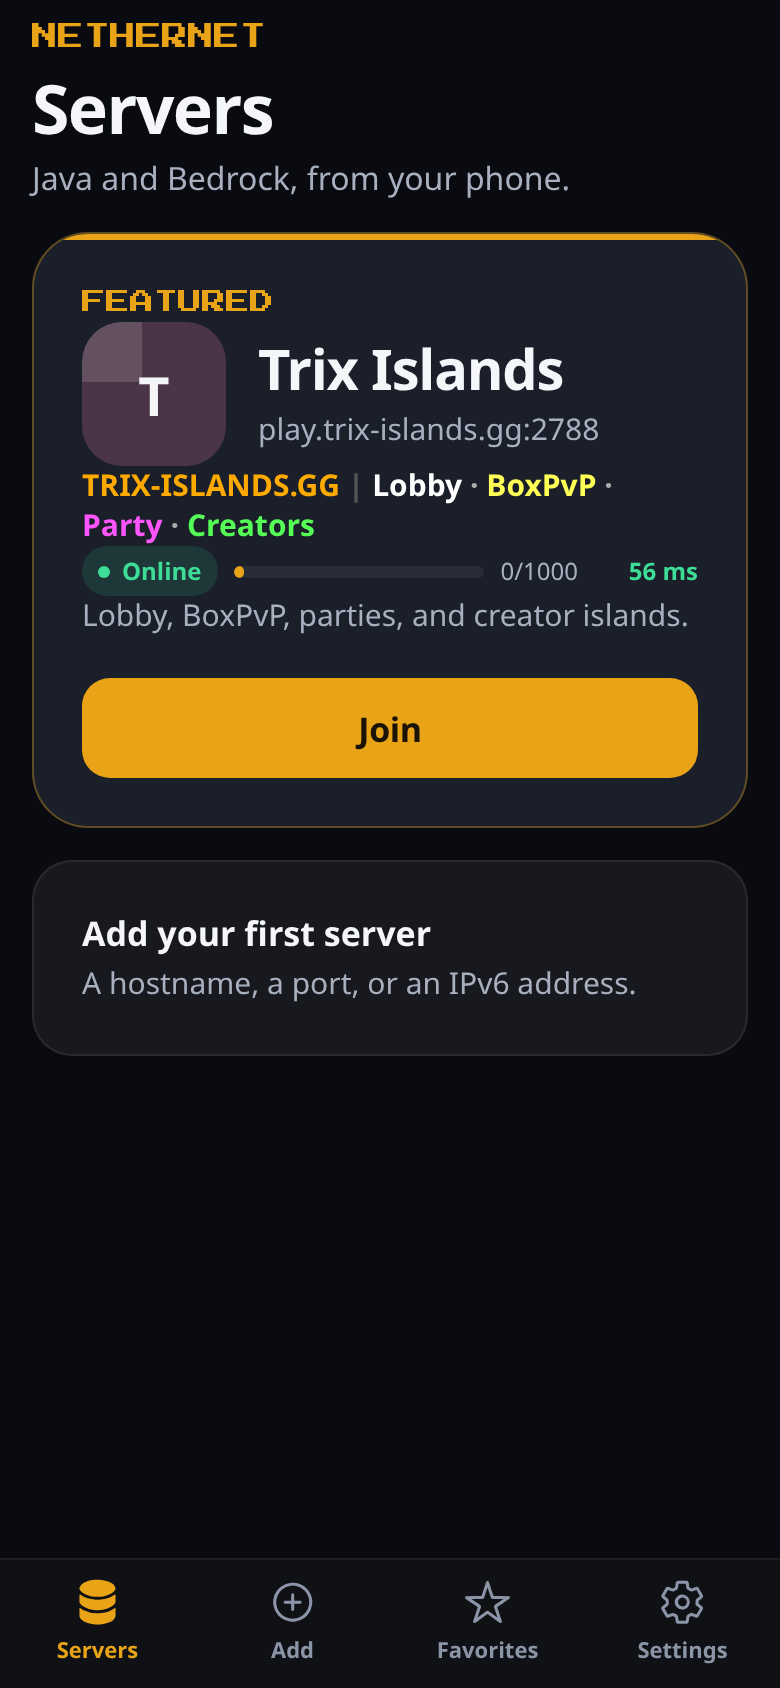 NETHERNET
Servers
Java and Bedrock, from your phone.
FEATURED
T
Trix Islands
play.trix-islands.gg:2788
TRIX-ISLANDS.GG | Lobby · BoxPvP ·
Party · Creators
Online 0/1000 56 ms
Lobby, BoxPvP, parties, and creator islands.
Join
Add your first server
A hostname, a port, or an IPv6 address.
Servers Add Favorites Settings